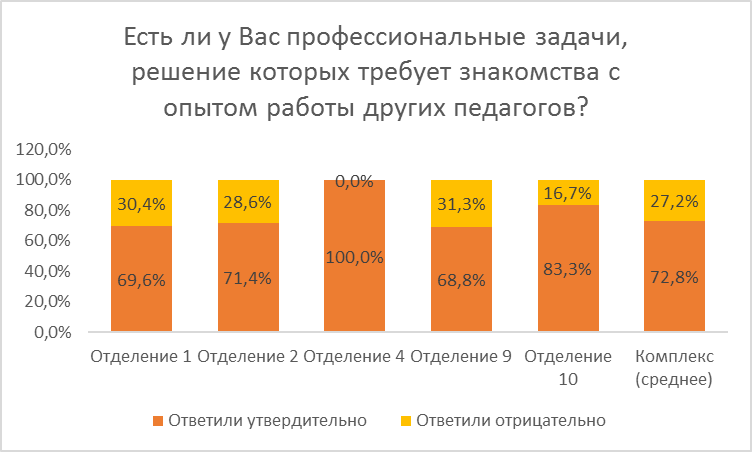 Есть ли у Вас профессиональные задачи,
решение которых требует знакомства с
опытом работы других педагогов?
120,0%
100,0%
80,0%
60,0%
40,0%
20,0%
0,0%
30,4%
28,6%
0,0%
31,3%
16,7%
27,2%
69,6%
71,4%
100,0%
68,8%
83,3%
72,8%
Отделение 1
Отделение 2
Отделение 4
Отделение 9
Отделение
10
Комплекс
(среднее)
Ответили утвердительно
Ответили отрицательно